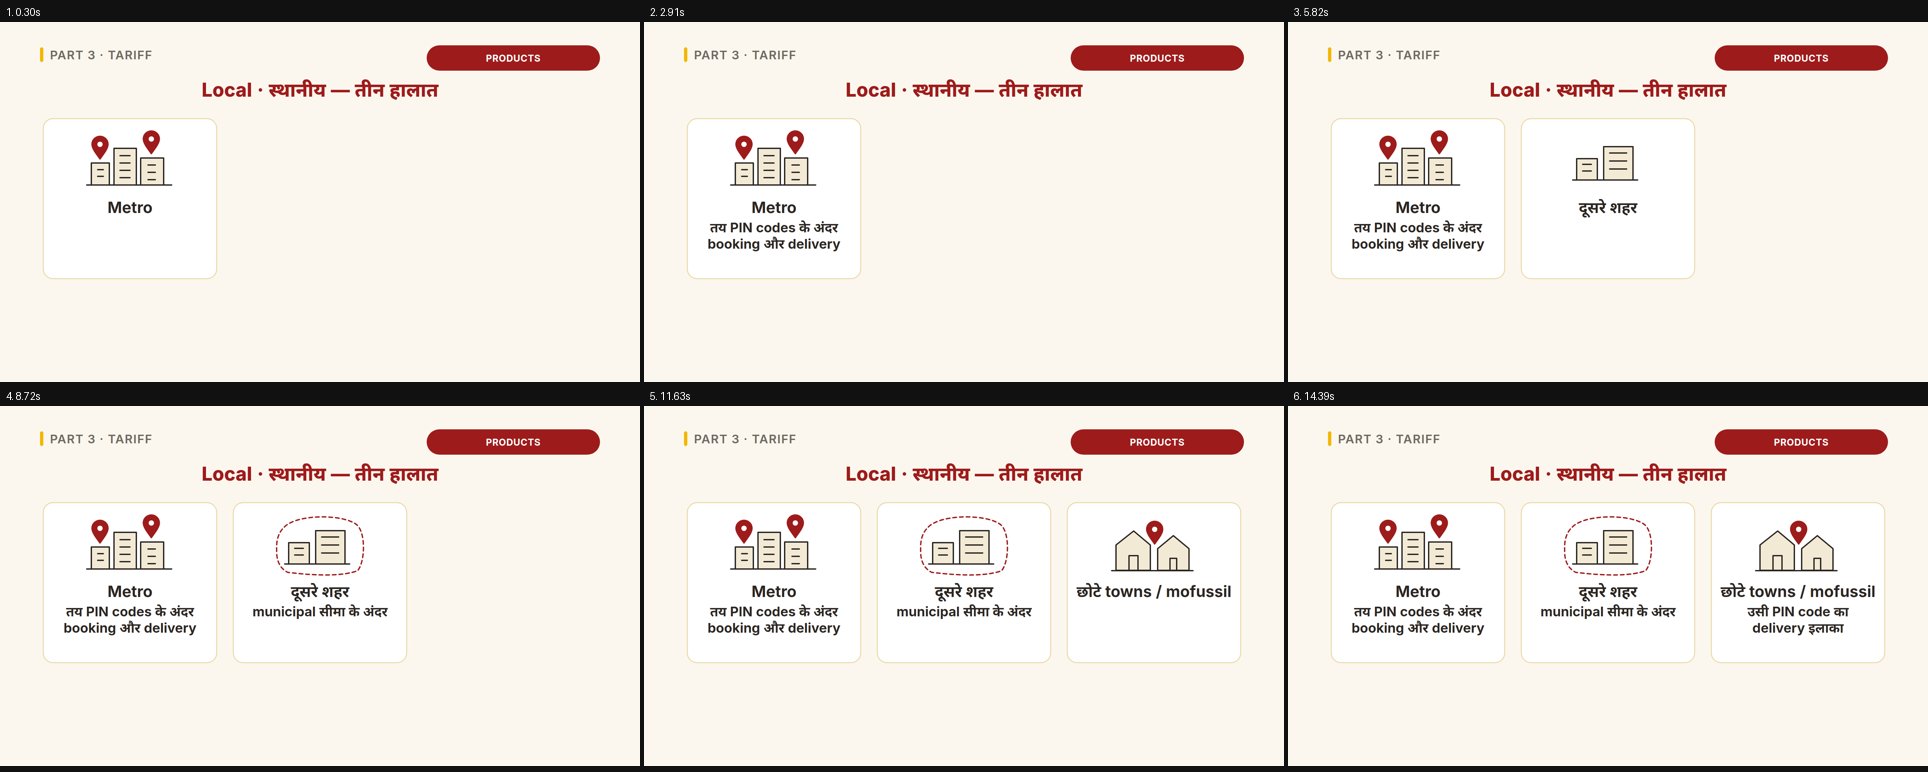 1. 0.30s
PART 3 · TARIFF
PRODUCTS
Local · स्थानीय — तीन हालात
Metro
2. 2.91s
PART 3 · TARIFF
PRODUCTS
Local · स्थानीय — तीन हालात
Metro
तय PIN codes के अंदर
booking और delivery
3. 5.82s
PART 3 · TARIFF
PRODUCTS
Local · स्थानीय — तीन हालात
Metro
तय PIN codes के अंदर
booking और delivery
दूसरे शहर
4. 8.72s
PART 3 · TARIFF
PRODUCTS
Local · स्थानीय — तीन हालात
Metro
तय PIN codes के अंदर
booking और delivery
दूसरे शहर
municipal सीमा के अंदर
5. 11.63s
PART 3 · TARIFF
PRODUCTS
Local · स्थानीय — तीन हालात
Metro
तय PIN codes के अंदर
booking और delivery
दूसरे शहर
municipal सीमा के अंदर
छोटे towns / mofussil
6. 14.39s
PART 3 · TARIFF
PRODUCTS
Local · स्थानीय — तीन हालात
Metro
तय PIN codes के अंदर
booking और delivery
दूसरे शहर
municipal सीमा के अंदर
छोटे towns / mofussil
उसी PIN code का
delivery इलाका